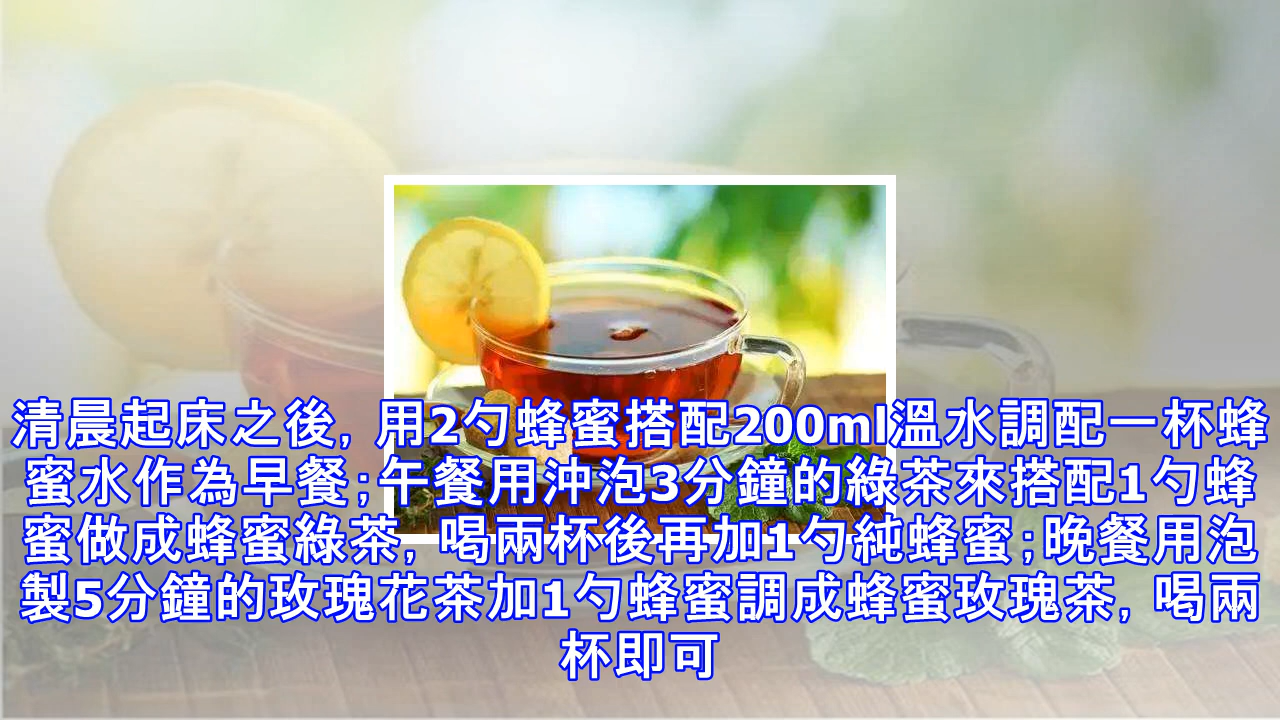 清晨起床之後, 用2勺蜂蜜搭配200ml溫水調配一杯蜂
蜜水作為早餐;午餐用沖泡3分鐘的綠茶來搭配1勺蜂
蜜做成蜂蜜綠茶, 喝兩杯後再加1勺純蜂蜜;晚餐用泡
製5分鐘的玫瑰花茶加1勺蜂蜜調成蜂蜜玫瑰茶, 喝兩
杯即可